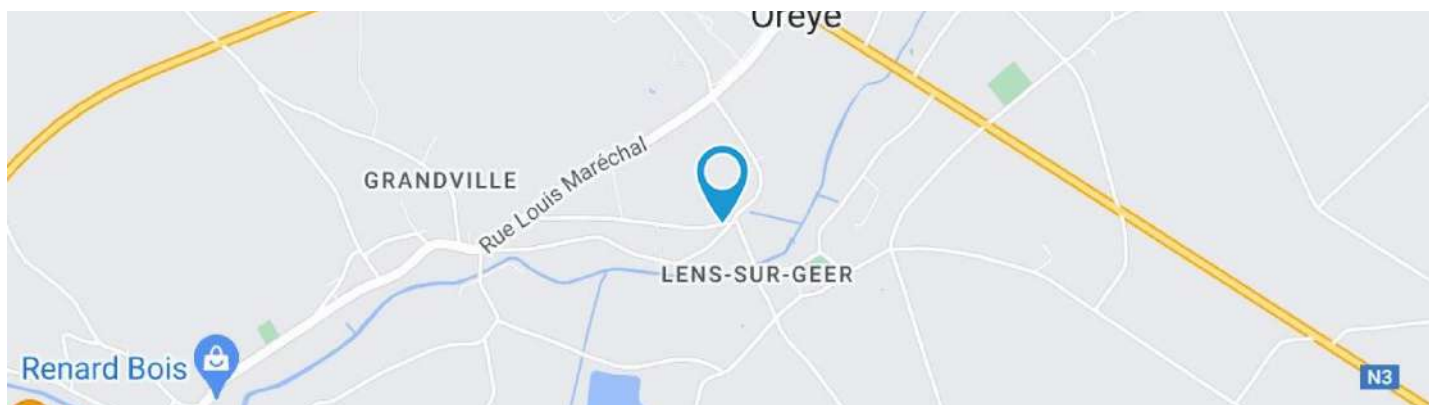 Oreye
GRANDVILLE
Rue Louis Maréchal
LENS-SUR-GEER
Renard Bois
N3